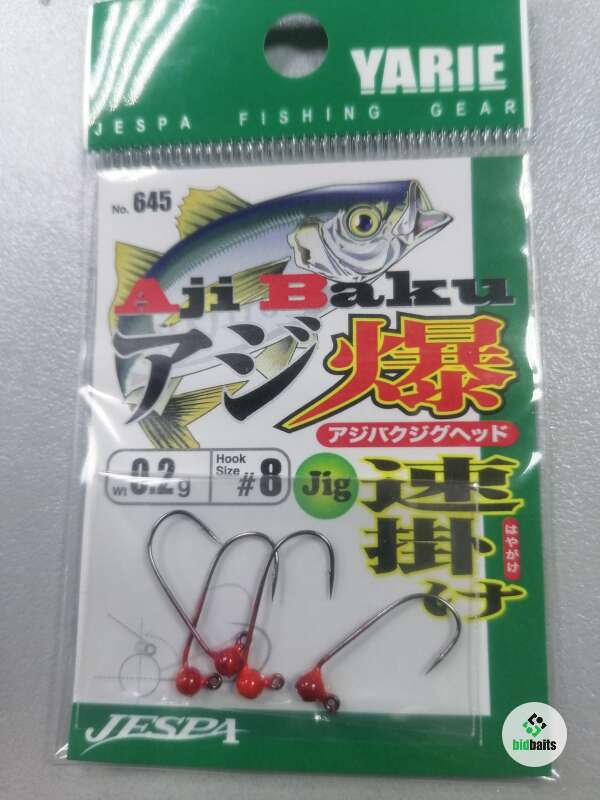 YARIE
JESPA FISHING GEAR
No. 645
Aji Baku
アジ爆
アジバクジグヘッド
Wt 0.2g
Hook Size #8
Jig
速掛け
はやがけ
JESPA
bidbaits